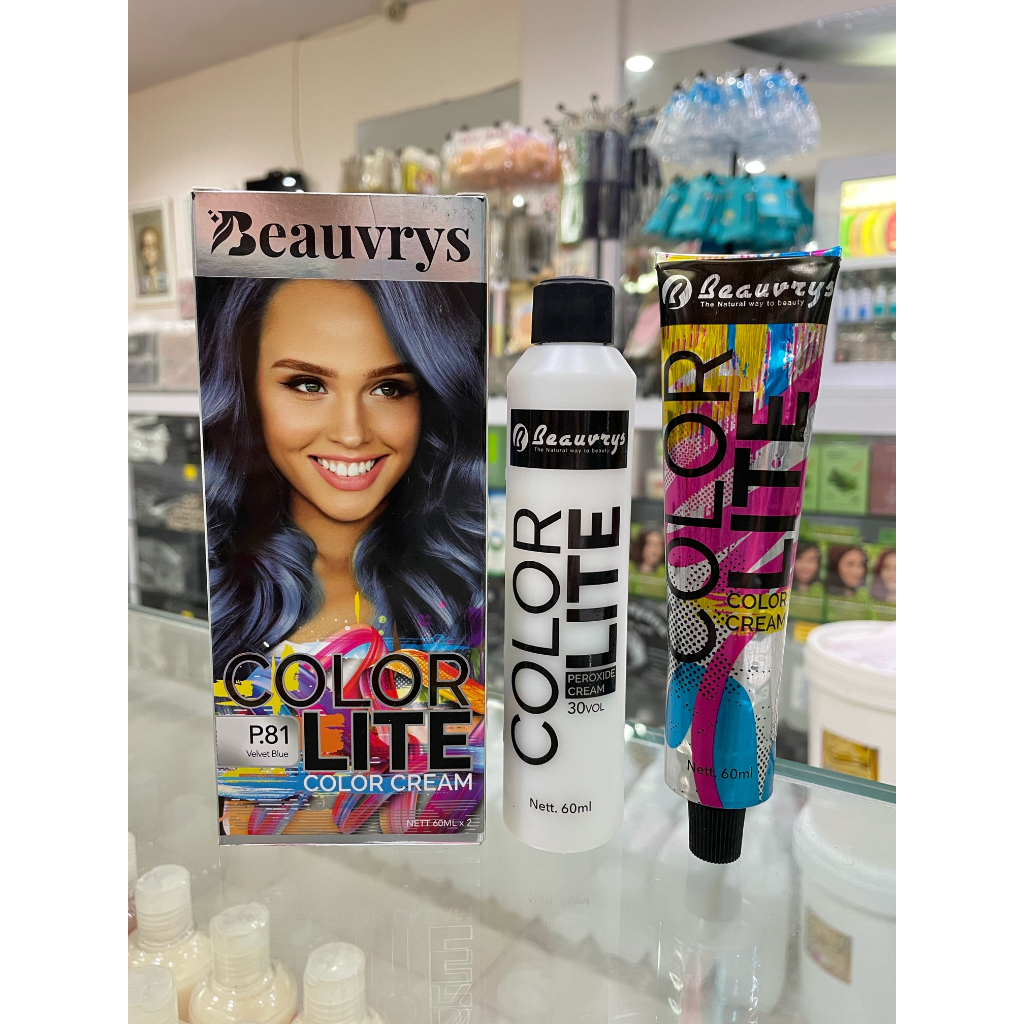 Beauvrys
COLOR
LITE
P.81
Velvet Blue
COLOR CREAM
NETT.60ML x 2
Beauvrys
The Natural way to beauty
COLOR
LITE
PEROXIDE
CREAM
30VOL
Nett. 60ml
Beauvrys
The Natural way to beauty
COLOR
LITE
COLOR
CREAM
Nett. 60ml